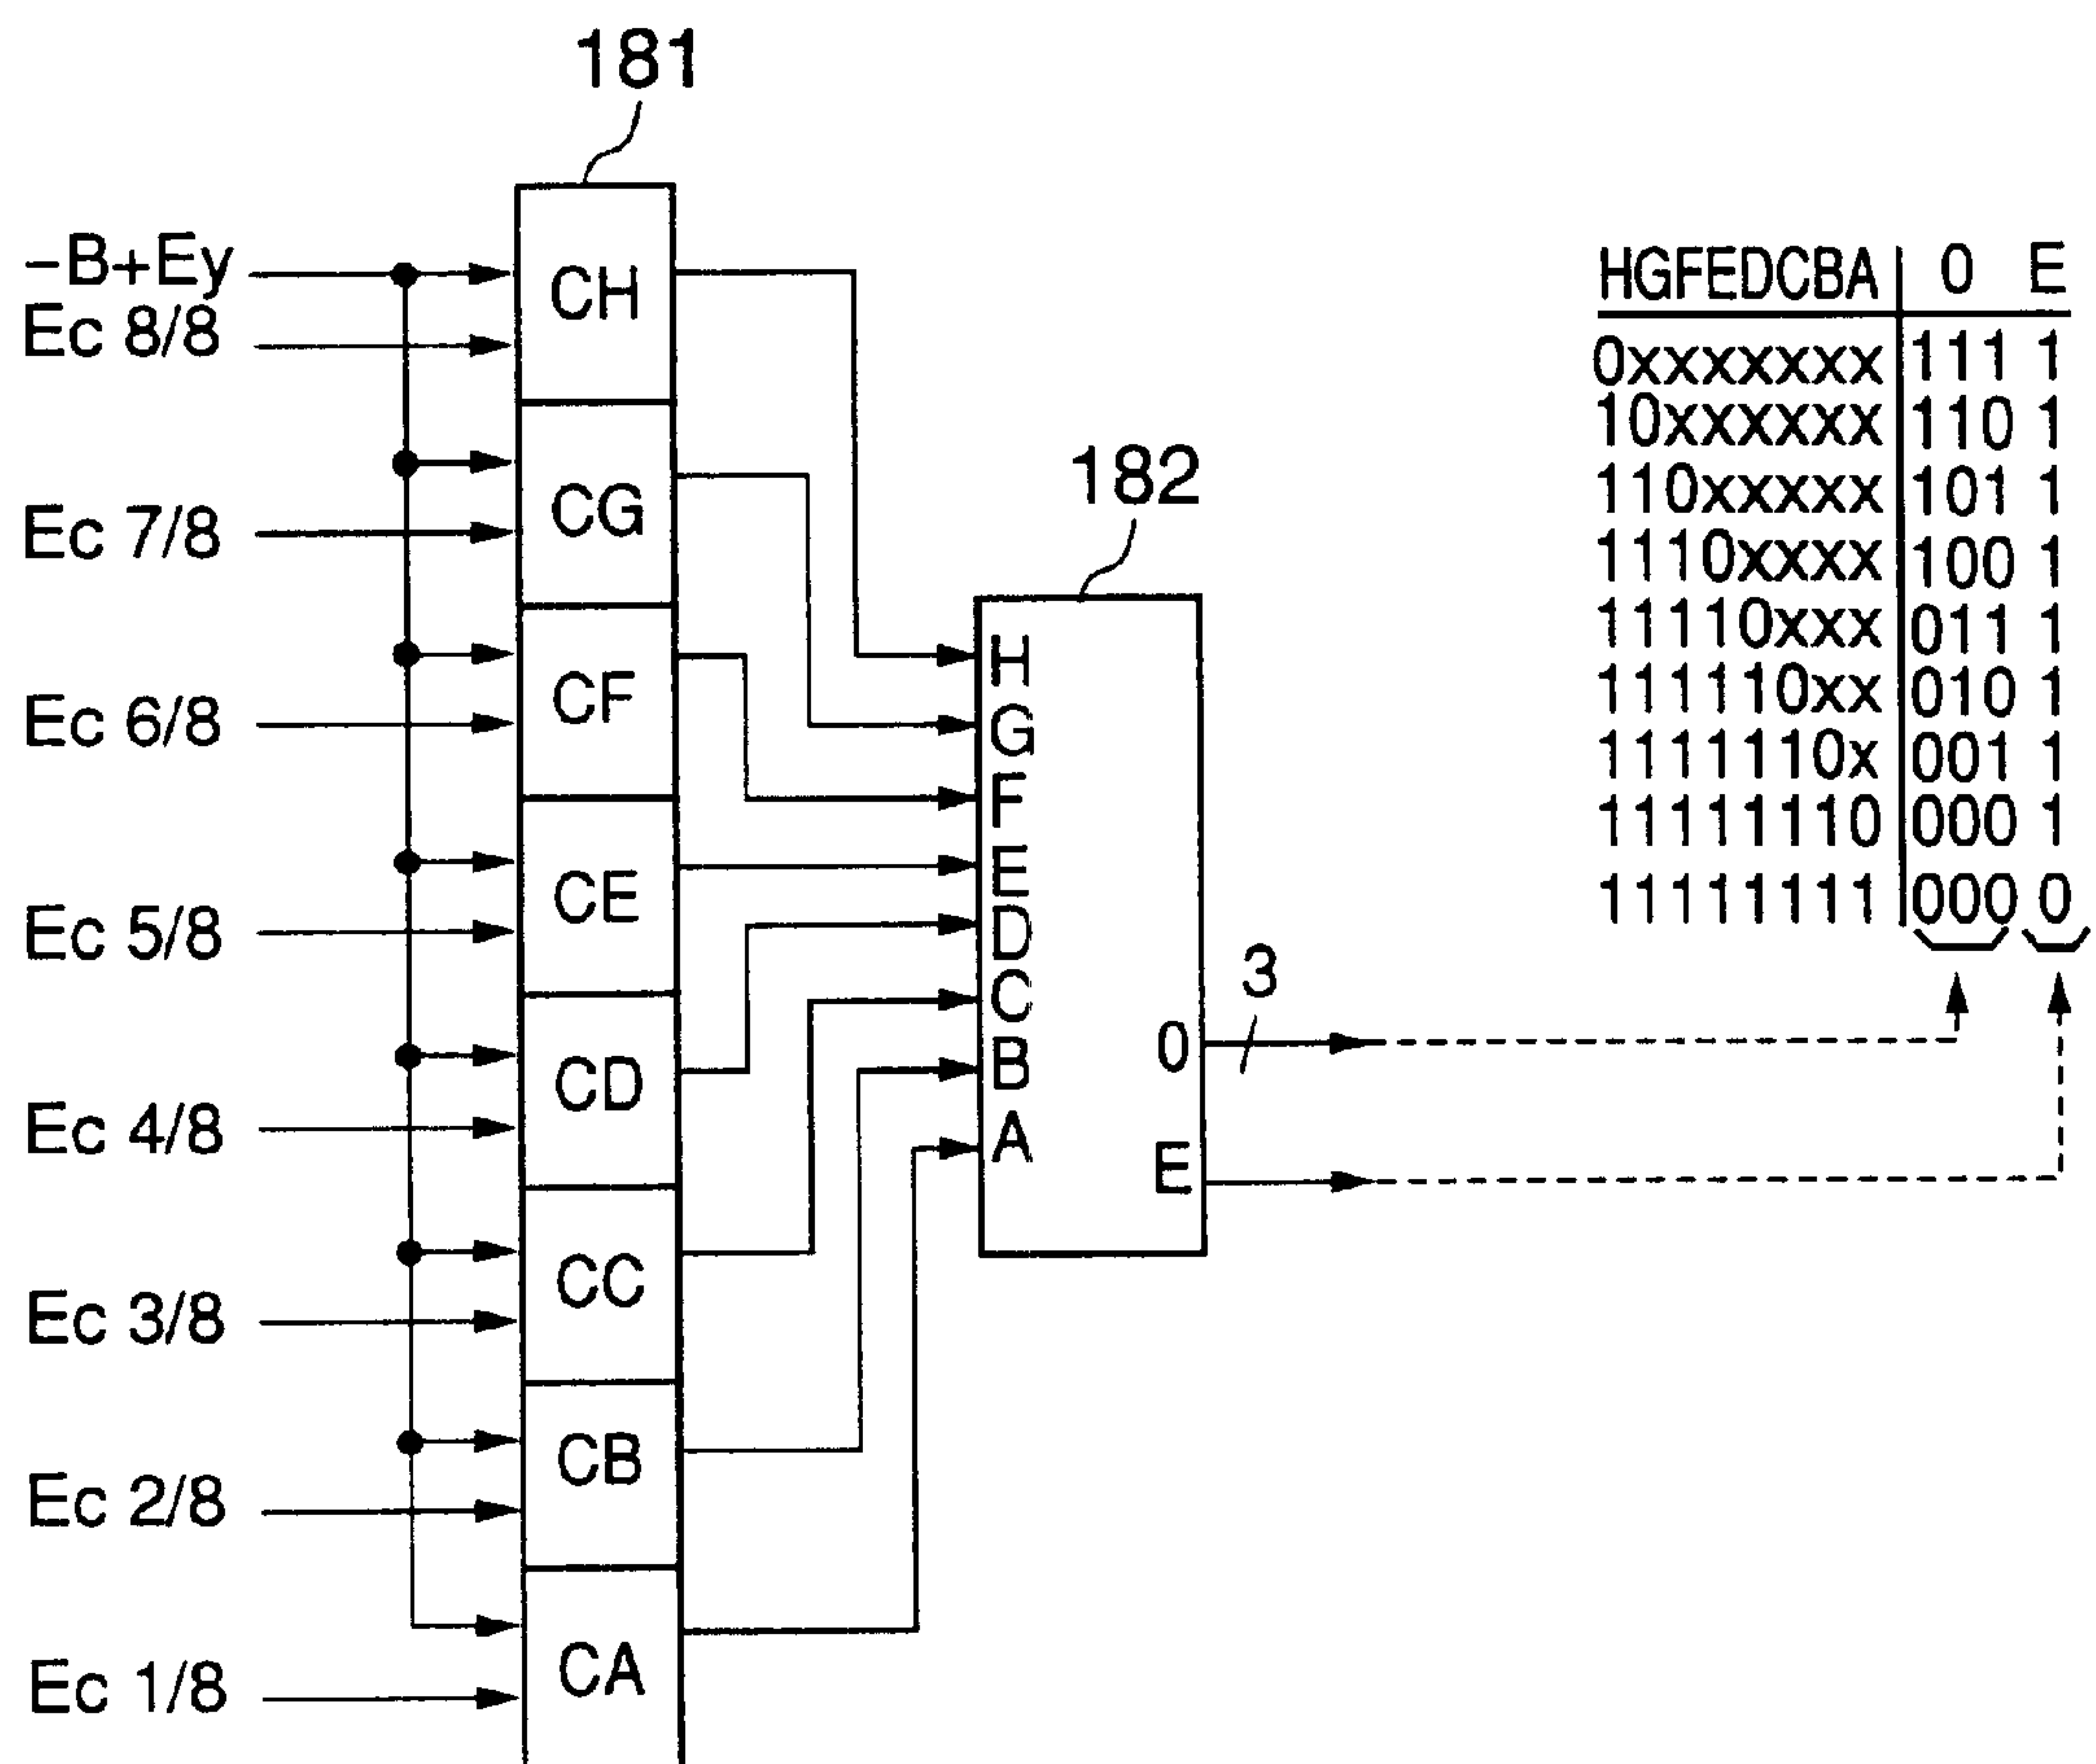 181
-B+Ey
Ec 8/8
Ec 7/8
Ec 6/8
Ec 5/8
Ec 4/8
Ec 3/8
Ec 2/8
Ec 1/8
CH
CG
CF
CE
CD
CC
CB
CA
182
H
G
F
E
D
C
B
A
0
E
3
HGFEDCBA 0 E
0xxxxxxx 111 1
10xxxxxx 110 1
110xxxxx 101 1
1110xxxx 100 1
11110xxx 011 1
111110xx 010 1
1111110x 001 1
11111110 000 1
11111111 000 0